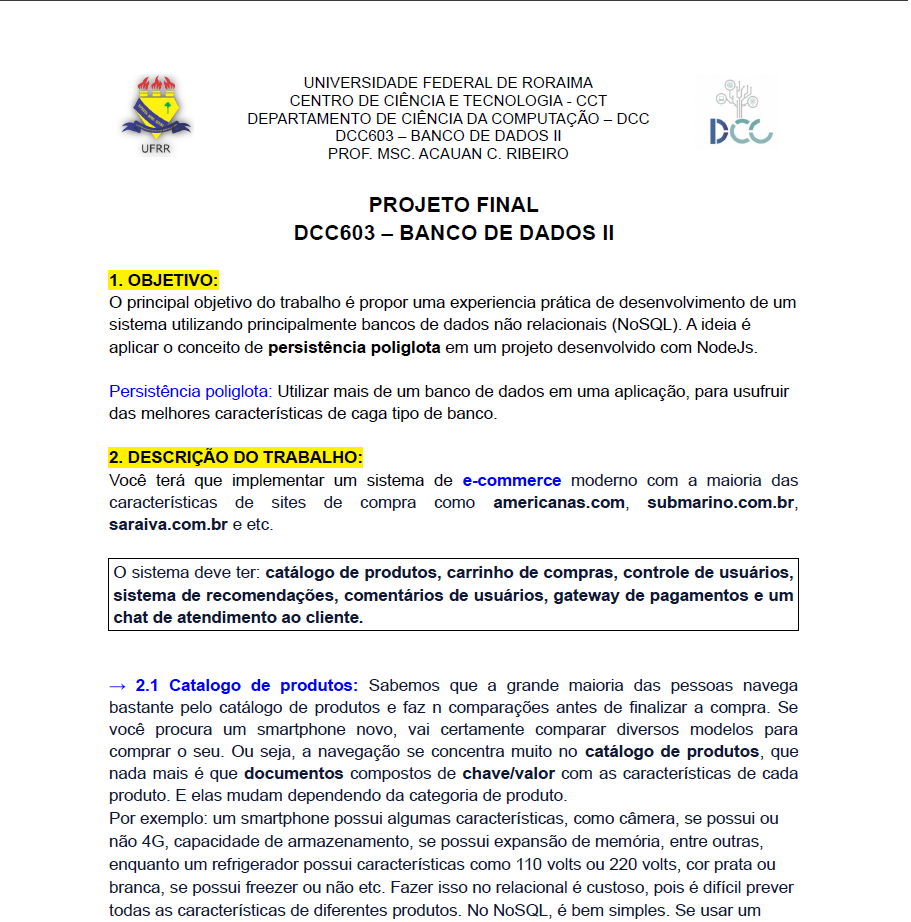 UNIVERSIDADE FEDERAL DE RORAIMA
CENTRO DE CIÊNCIA E TECNOLOGIA - CCT
DEPARTAMENTO DE CIÊNCIA DA COMPUTAÇÃO – DCC
DCC603 – BANCO DE DADOS II
PROF. MSC. ACAUAN C. RIBEIRO
UFRR
DCC
PROJETO FINAL
DCC603 – BANCO DE DADOS II
1. OBJETIVO:
O principal objetivo do trabalho é propor uma experiencia prática de desenvolvimento de um
sistema utilizando principalmente bancos de dados não relacionais (NoSQL). A ideia é
aplicar o conceito de persistência poliglota em um projeto desenvolvido com NodeJs.
Persistência poliglota: Utilizar mais de um banco de dados em uma aplicação, para usufruir
das melhores características de caga tipo de banco.
2. DESCRIÇÃO DO TRABALHO:
Você terá que implementar um sistema de e-commerce moderno com a maioria das
características de sites de compra como americanas.com, submarino.com.br,
saraiva.com.br e etc.
O sistema deve ter: catálogo de produtos, carrinho de compras, controle de usuários,
sistema de recomendações, comentários de usuários, gateway de pagamentos e um
chat de atendimento ao cliente.
→ 2.1 Catalogo de produtos: Sabemos que a grande maioria das pessoas navega
bastante pelo catálogo de produtos e faz n comparações antes de finalizar a compra. Se
você procura um smartphone novo, vai certamente comparar diversos modelos para
comprar o seu. Ou seja, a navegação se concentra muito no catálogo de produtos, que
nada mais é que documentos compostos de chave/valor com as características de cada
produto. E elas mudam dependendo da categoria de produto.
Por exemplo: um smartphone possui algumas características, como câmera, se possui ou
não 4G, capacidade de armazenamento, se possui expansão de memória, entre outras,
enquanto um refrigerador possui características como 110 volts ou 220 volts, cor prata ou
branca, se possui freezer ou não etc. Fazer isso no relacional é custoso, pois é difícil prever
todas as características de diferentes produtos. No NoSQL, é bem simples. Se usar um